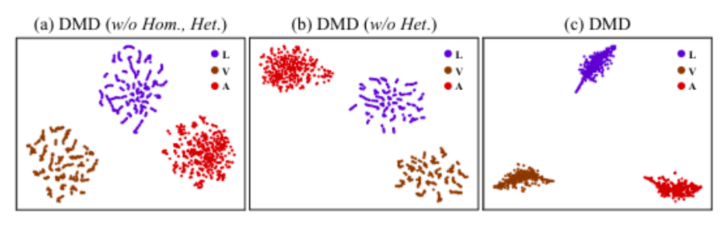 (a) DMD (w/o Hom., Het.)
L
V
A
(b) DMD (w/o Het.)
L
V
A
(c) DMD
L
V
A